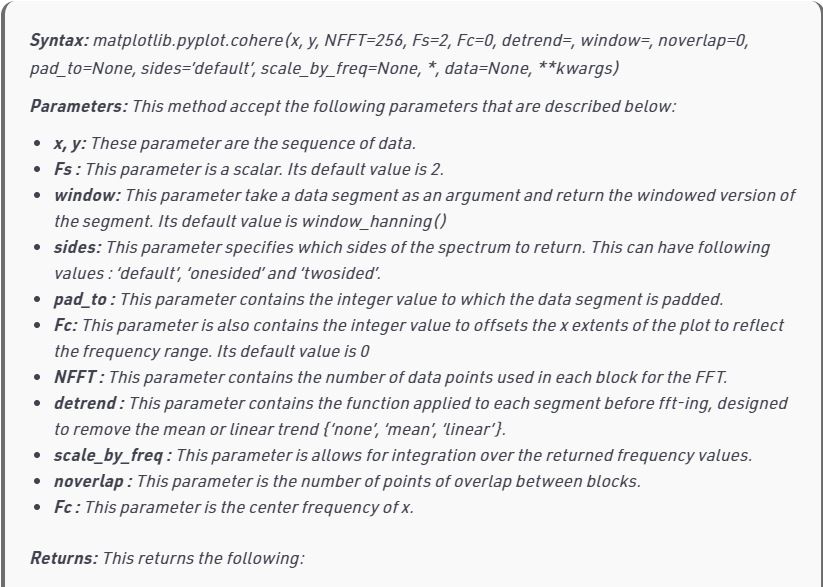 Syntax: matplotlib.pyplot.cohere(x, y, NFFT=256, Fs=2, Fc=0, detrend=, window=, noverlap=0,
pad_to=None, sides='default', scale_by_freq=None, *, data=None, **kwargs)
Parameters: This method accept the following parameters that are described below:
• x, y: These parameter are the sequence of data.
• Fs : This parameter is a scalar. Its default value is 2.
• window: This parameter take a data segment as an argument and return the windowed version of
the segment. Its default value is window_hanning()
• sides: This parameter specifies which sides of the spectrum to return. This can have following
values : 'default', 'onesided' and 'twosided'.
• pad_to : This parameter contains the integer value to which the data segment is padded.
• Fc: This parameter is also contains the integer value to offsets the x extents of the plot to reflect
the frequency range. Its default value is 0
• NFFT : This parameter contains the number of data points used in each block for the FFT.
• detrend : This parameter contains the function applied to each segment before fft-ing, designed
to remove the mean or linear trend {'none', 'mean', 'linear'}.
• scale_by_freq : This parameter is allows for integration over the returned frequency values.
• noverlap : This parameter is the number of points of overlap between blocks.
• Fc : This parameter is the center frequency of x.
Returns: This returns the following: